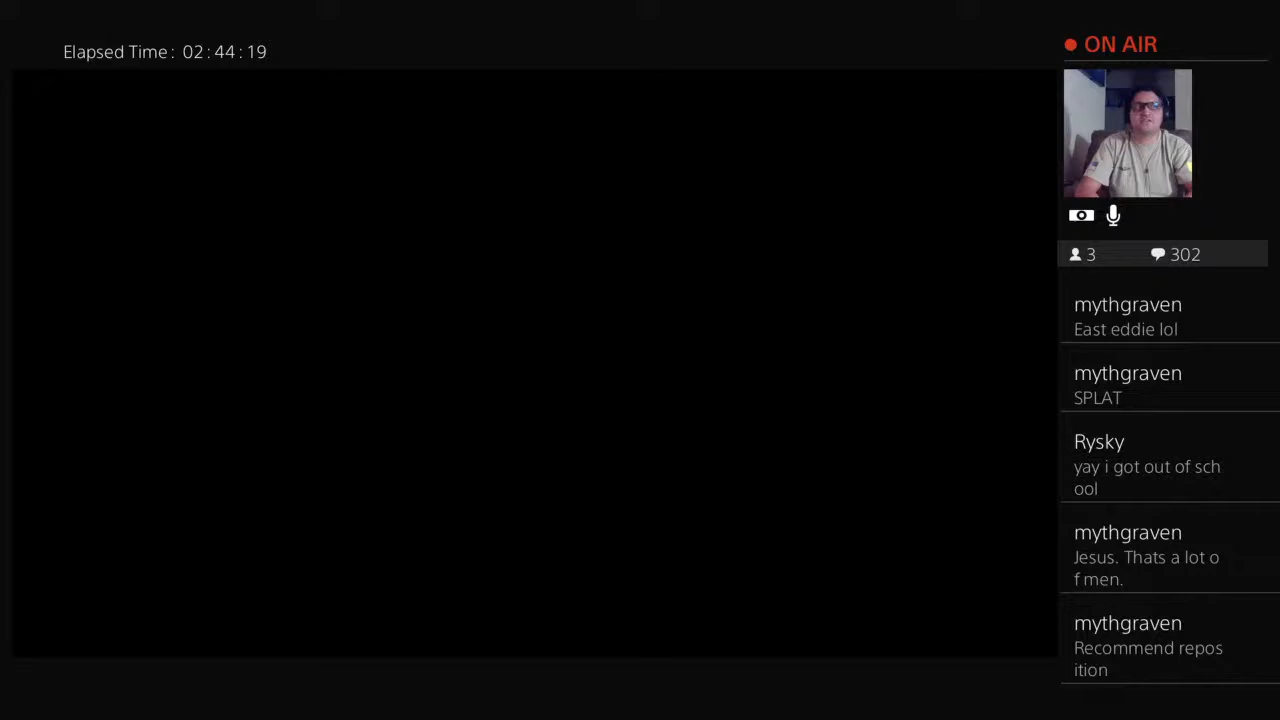 Elapsed Time: 02:44:19
ON AIR
3 302
mythgraven
East eddie lol
mythgraven
SPLAT
Rysky
yay i got out of sch
ool
mythgraven
Jesus. Thats a lot o
f men.
mythgraven
Recommend repos
ition